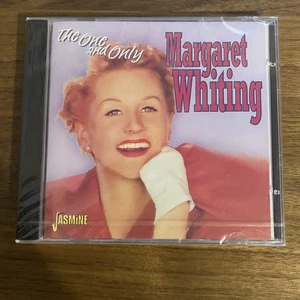 The One
and Only
Margaret
Whiting
JASMINE